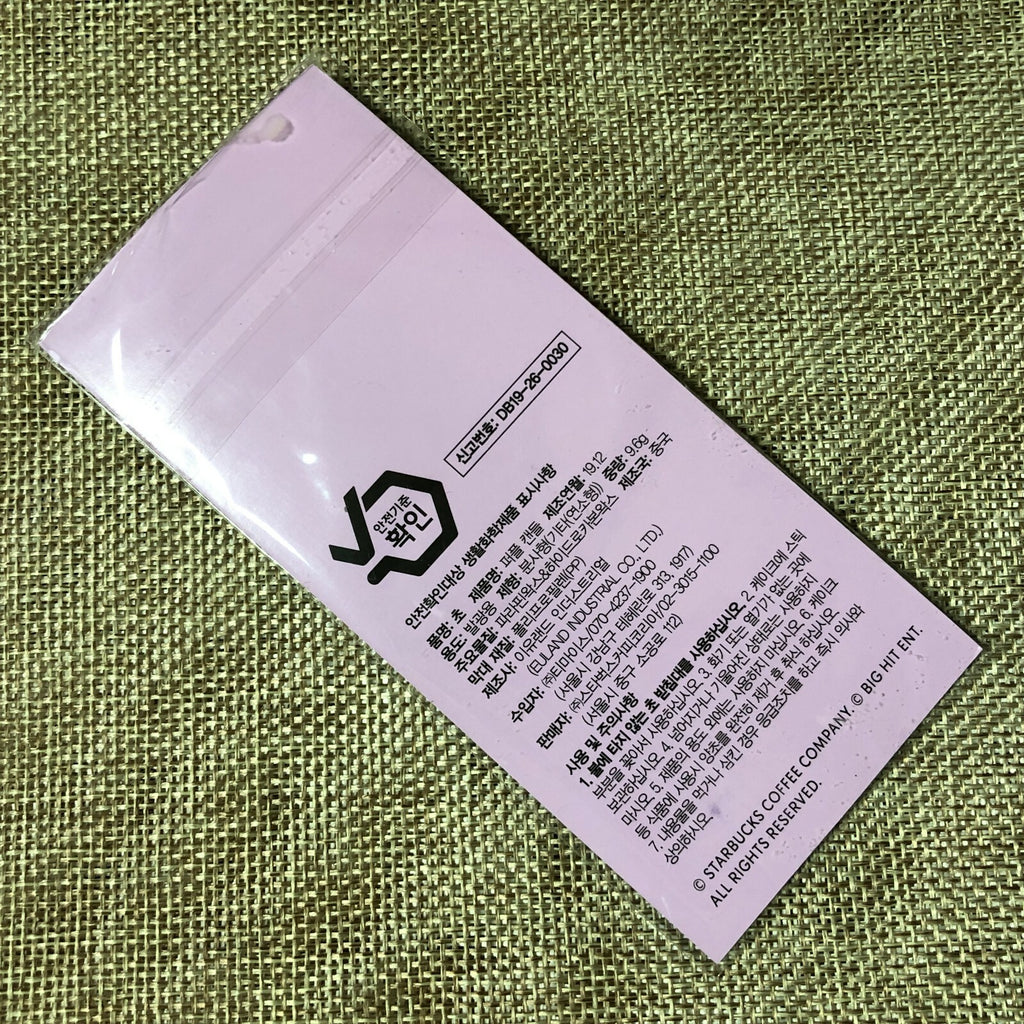 안전기준
확인
신고번호: DB19-26-0030
안전확인대상 생활화학제품 표시사항
품명: 초 제품명: 퍼플 캔들 제조연월: 19.12
용도: 발광용 제형: 분사형(기타(연소형)) 중량: 9.6g
주요물질: 파라핀왁스&하이드로카본왁스 제조국: 중국
막대 재질: 폴리프로필렌(PP)
제조사: 이유랜드 인더스트리얼
(EULAND INDUSTRIAL CO., LTD.)
수입자: ㈜티마이스/070-4237-1900
(서울시 강남구 테헤란로 313, 1917)
판매자: ㈜스타벅스커피코리아/02-3015-1100
(서울시 중구 소공로 112)
사용 및 주의사항
1. 불에 타지 않는 초 받침대를 사용하십시오 2. 케이크에 스틱
부분을 꽂아서 사용하십시오 3. 화기 또는 열기가 없는 곳에
보관하십시오 4. 넘어지거나 기울어진 상태로는 사용하지
마시오 5. 제품의 용도 외에는 사용하지 마십시오 6. 케이크
등 식품에 사용시 양초를 완전히 제거 후, 취식 하십시오
7. 내용물을 먹거나 삼킨 경우 응급조치를 하고 즉시 의사와
상의하시오.
© STARBUCKS COFFEE COMPANY. © BIG HIT ENT.
ALL RIGHTS RESERVED.